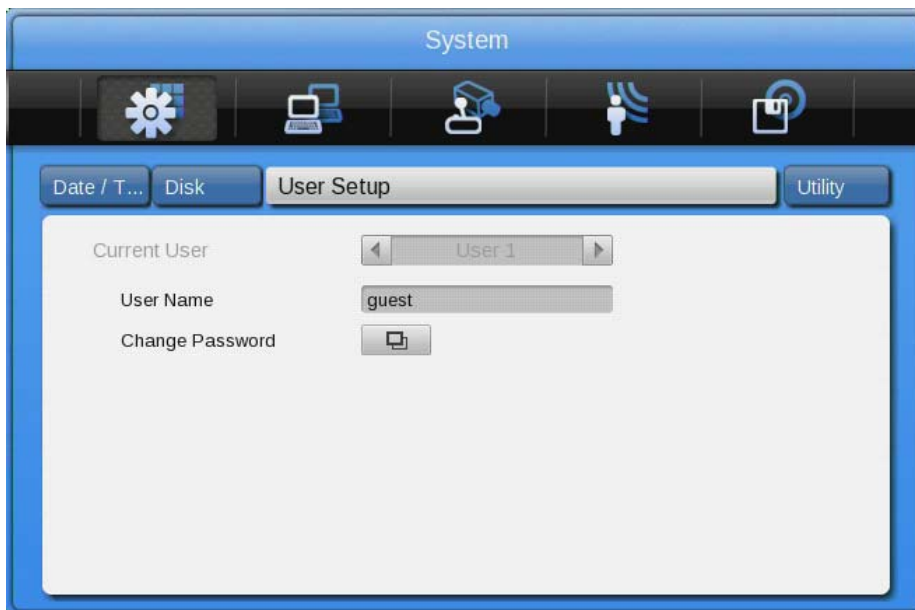 System
Date / T... Disk User Setup Utility
Current User User 1
User Name guest
Change Password